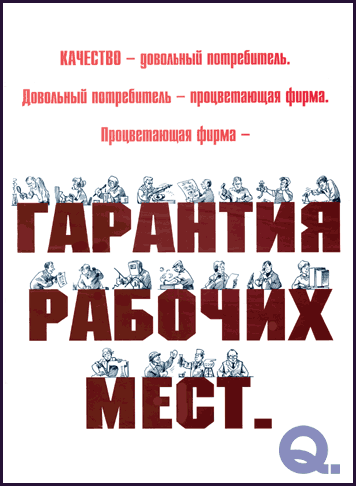 КАЧЕСТВО – довольный потребитель.
Довольный потребитель – процветающая фирма.
Процветающая фирма –
ГАРАНТИЯ
РАБОЧИХ
МЕСТ.
Q.